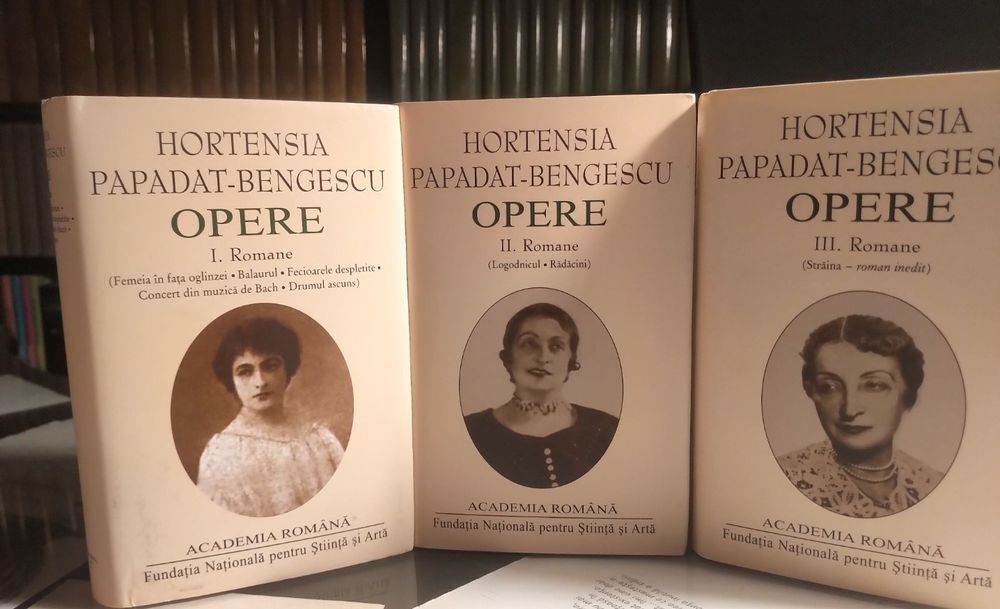 HORTENSIA
PAPADAT-BENGESCU
OPERE
I. Romane
(Femeia în fața oglinzei • Balaurul • Fecioarele despletite •
Concert din muzică de Bach • Drumul ascuns)
ACADEMIA ROMÂNĂ
Fundația Națională pentru Știință și Artă
HORTENSIA
PAPADAT-BENGESCU
OPERE
II. Romane
(Logodnicul • Rădăcini)
ACADEMIA ROMÂNĂ
Fundația Națională pentru Știință și Artă
HORTENSIA
PAPADAT-BENGESC
OPERE
III. Romane
(Străina – roman inedit)
ACADEMIA ROMÂNĂ
Fundația Națională pentru Știință și Artă